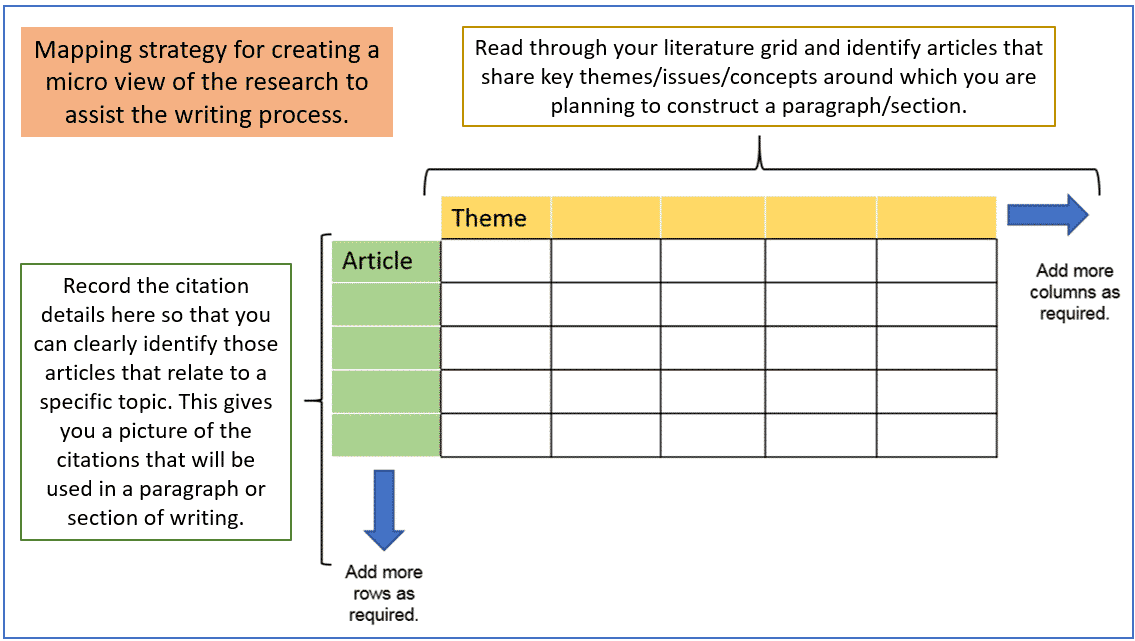 Mapping strategy for creating a
micro view of the research to
assist the writing process.
Read through your literature grid and identify articles that
share key themes/issues/concepts around which you are
planning to construct a paragraph/section.
Theme
Article
Add more
columns as
required.
Record the citation
details here so that you
can clearly identify those
articles that relate to a
specific topic. This gives
you a picture of the
citations that will be
used in a paragraph or
section of writing.
Add more
rows as
required.